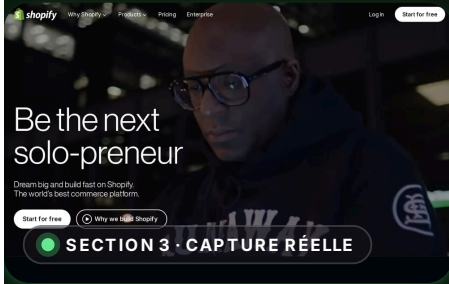 shopify
Why Shopify
Products
Pricing
Enterprise
Log in
Start for free
Be the next
solo-preneur
Dream big and build fast on Shopify.
The world's best commerce platform.
Start for free
Why we build Shopify
RUNAWAY
SECTION 3 · CAPTURE RÉELLE